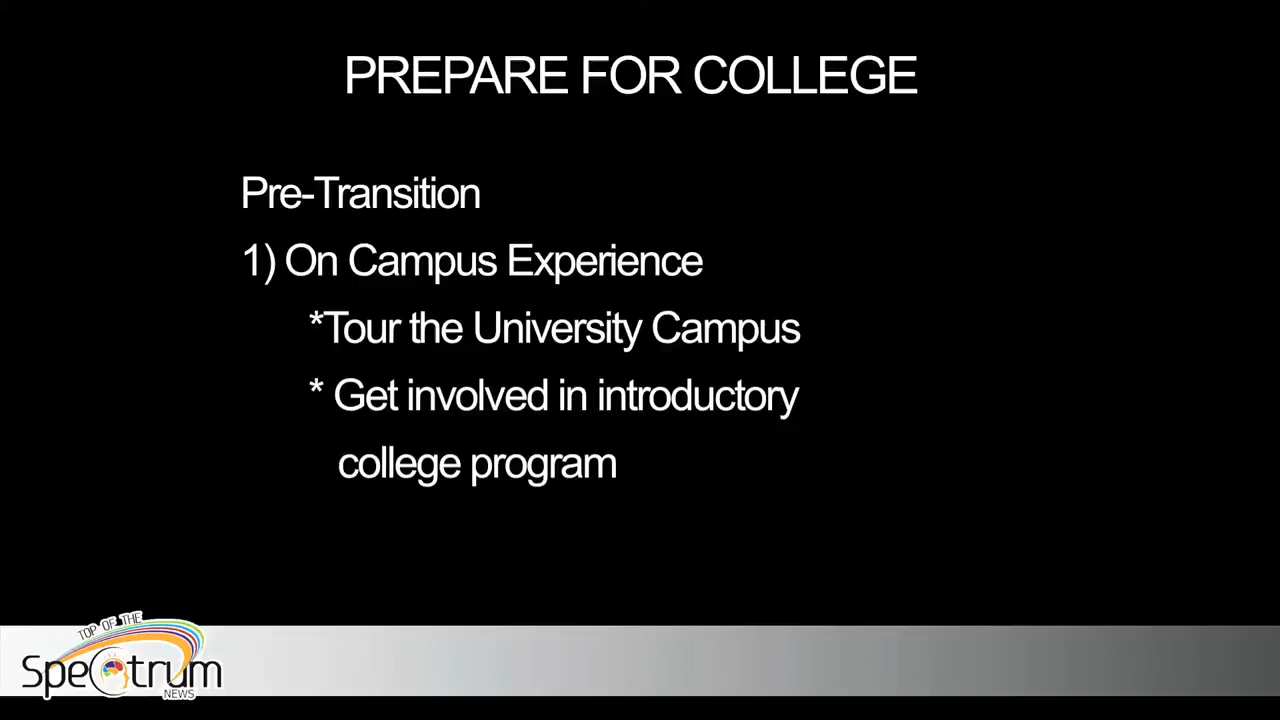 PREPARE FOR COLLEGE
Pre-Transition
1) On Campus Experience
*Tour the University Campus
* Get involved in introductory
college program
TOP OF THE
Spectrum
NEWS